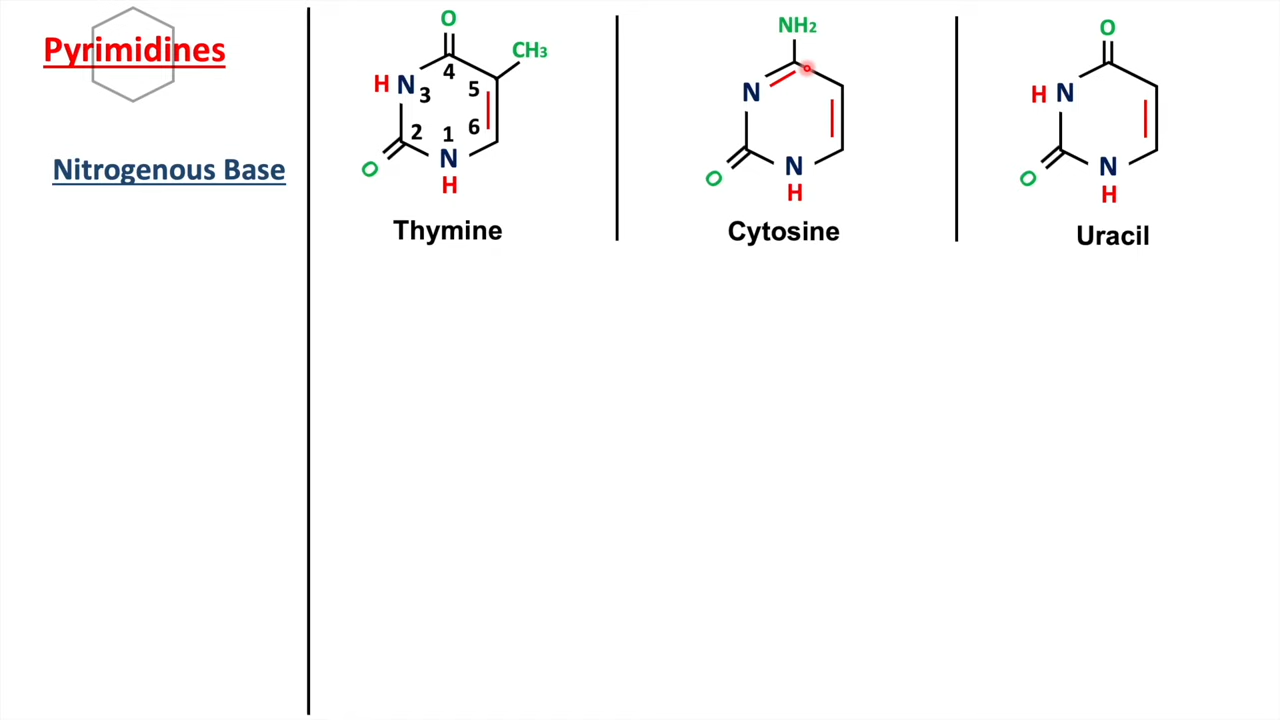 Pyrimidines
Nitrogenous Base
O
CH₃
4
H N 3
5
2
1
6
O
N
H
Thymine
NH₂
N
O
N
H
Cytosine
O
H N
O
N
H
Uracil